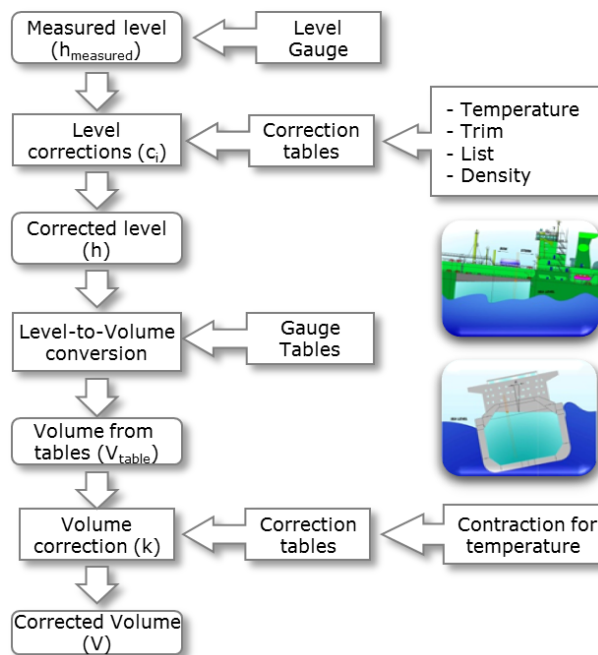 Measured level
(hmeasured)
Level
Gauge
Level
corrections (ci)
Correction
tables
- Temperature
- Trim
- List
- Density
Corrected level
(h)
Level-to-Volume
conversion
Gauge
Tables
Volume from
tables (Vtable)
Volume
correction (k)
Correction
tables
Contraction for
temperature
Corrected Volume
(V)